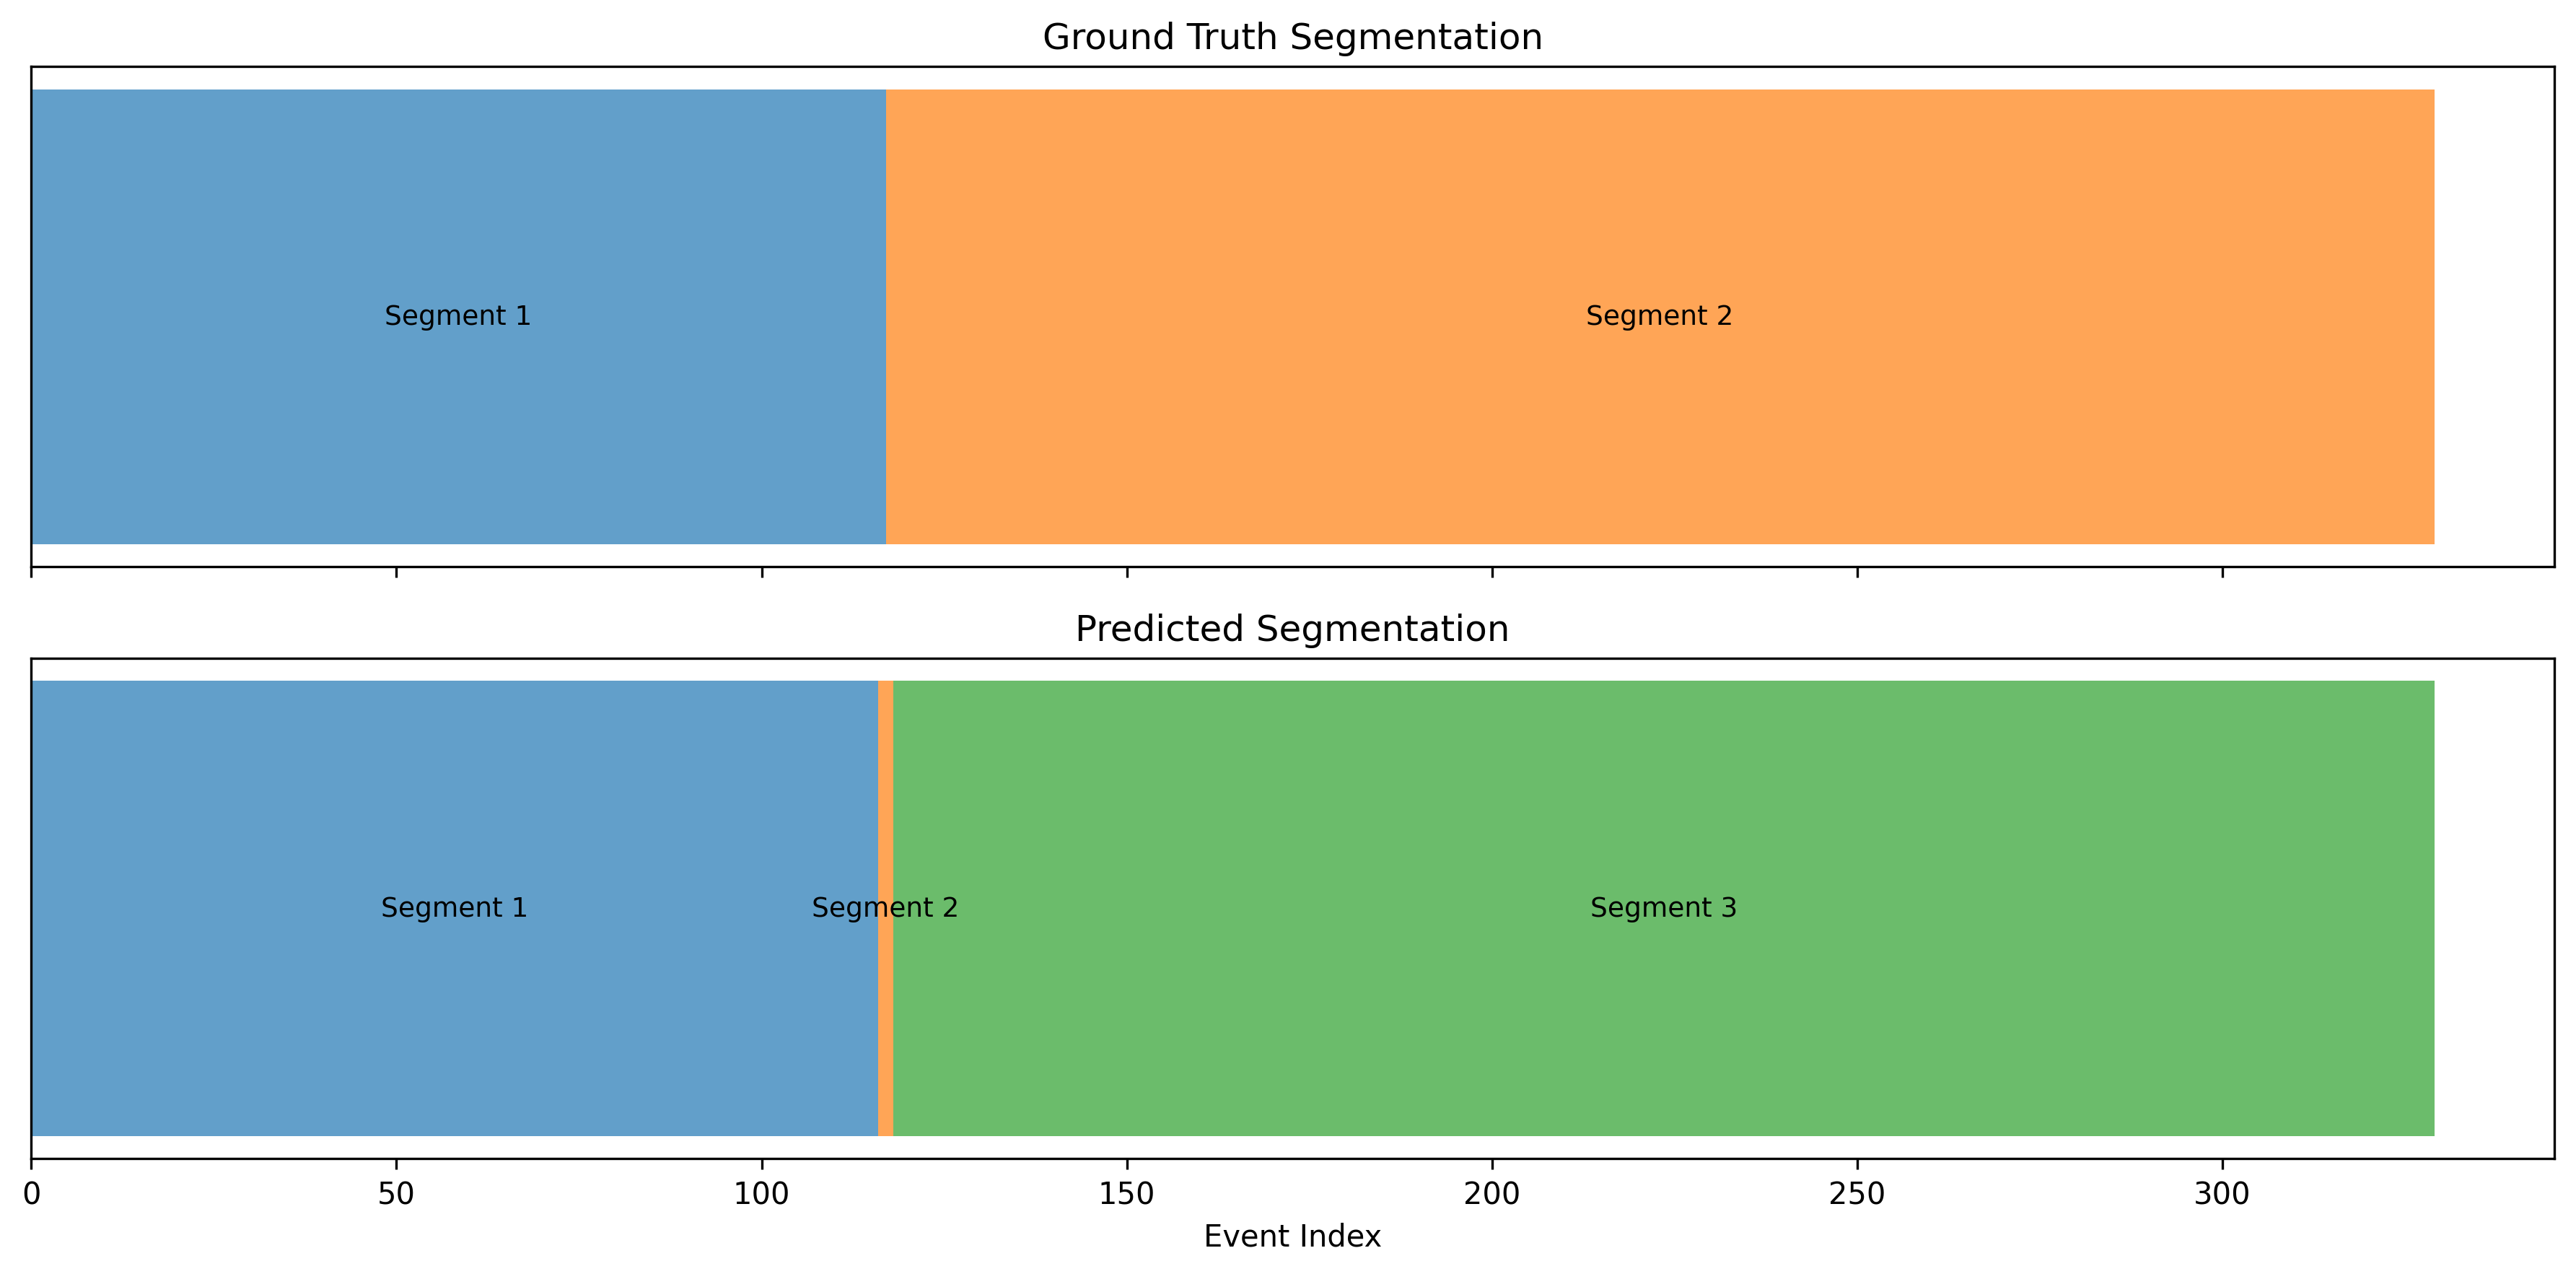 Ground Truth Segmentation
Segment 1 Segment 2
Predicted Segmentation
Segment 1 Segment 2 Segment 3
0 50 100 150 200 250 300
Event Index